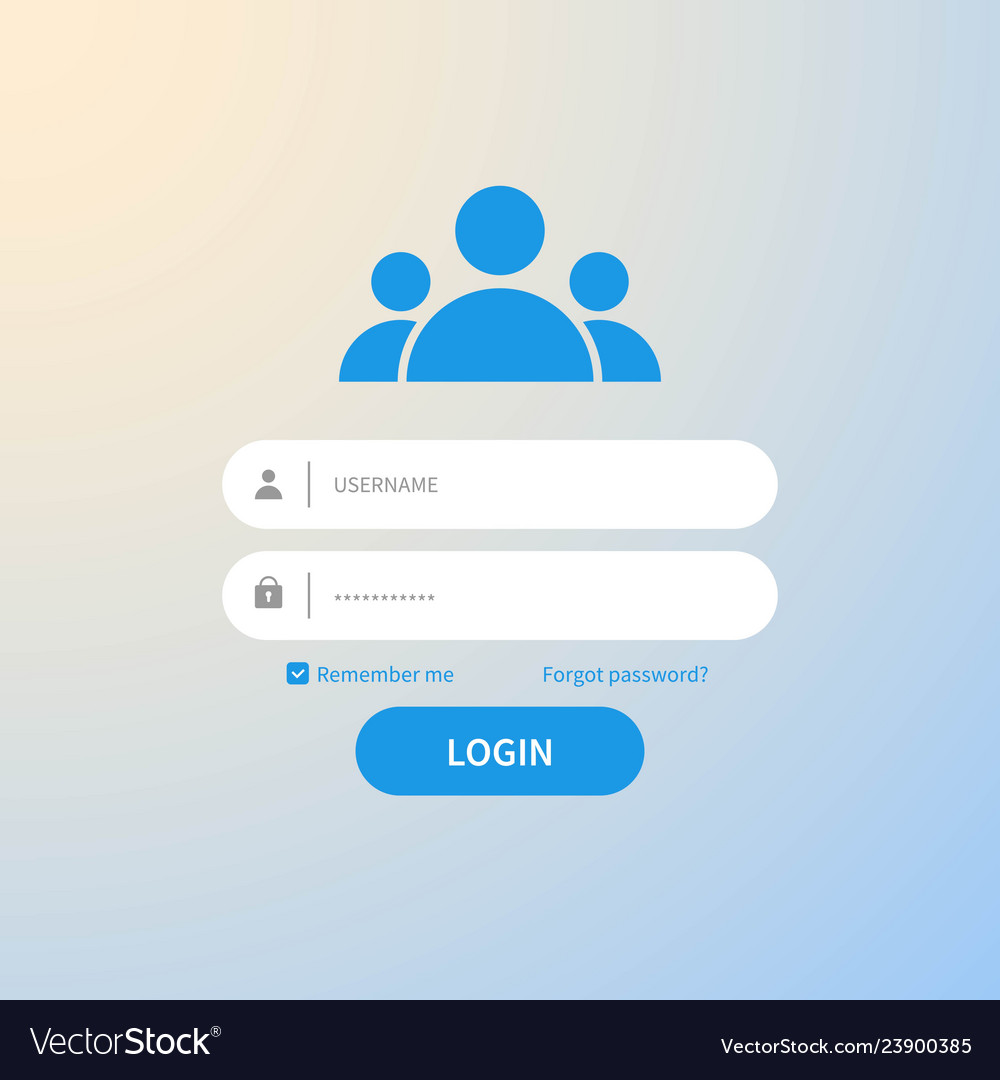 USERNAME
***********
Remember me Forgot password?
LOGIN
VectorStock® VectorStock.com/23900385